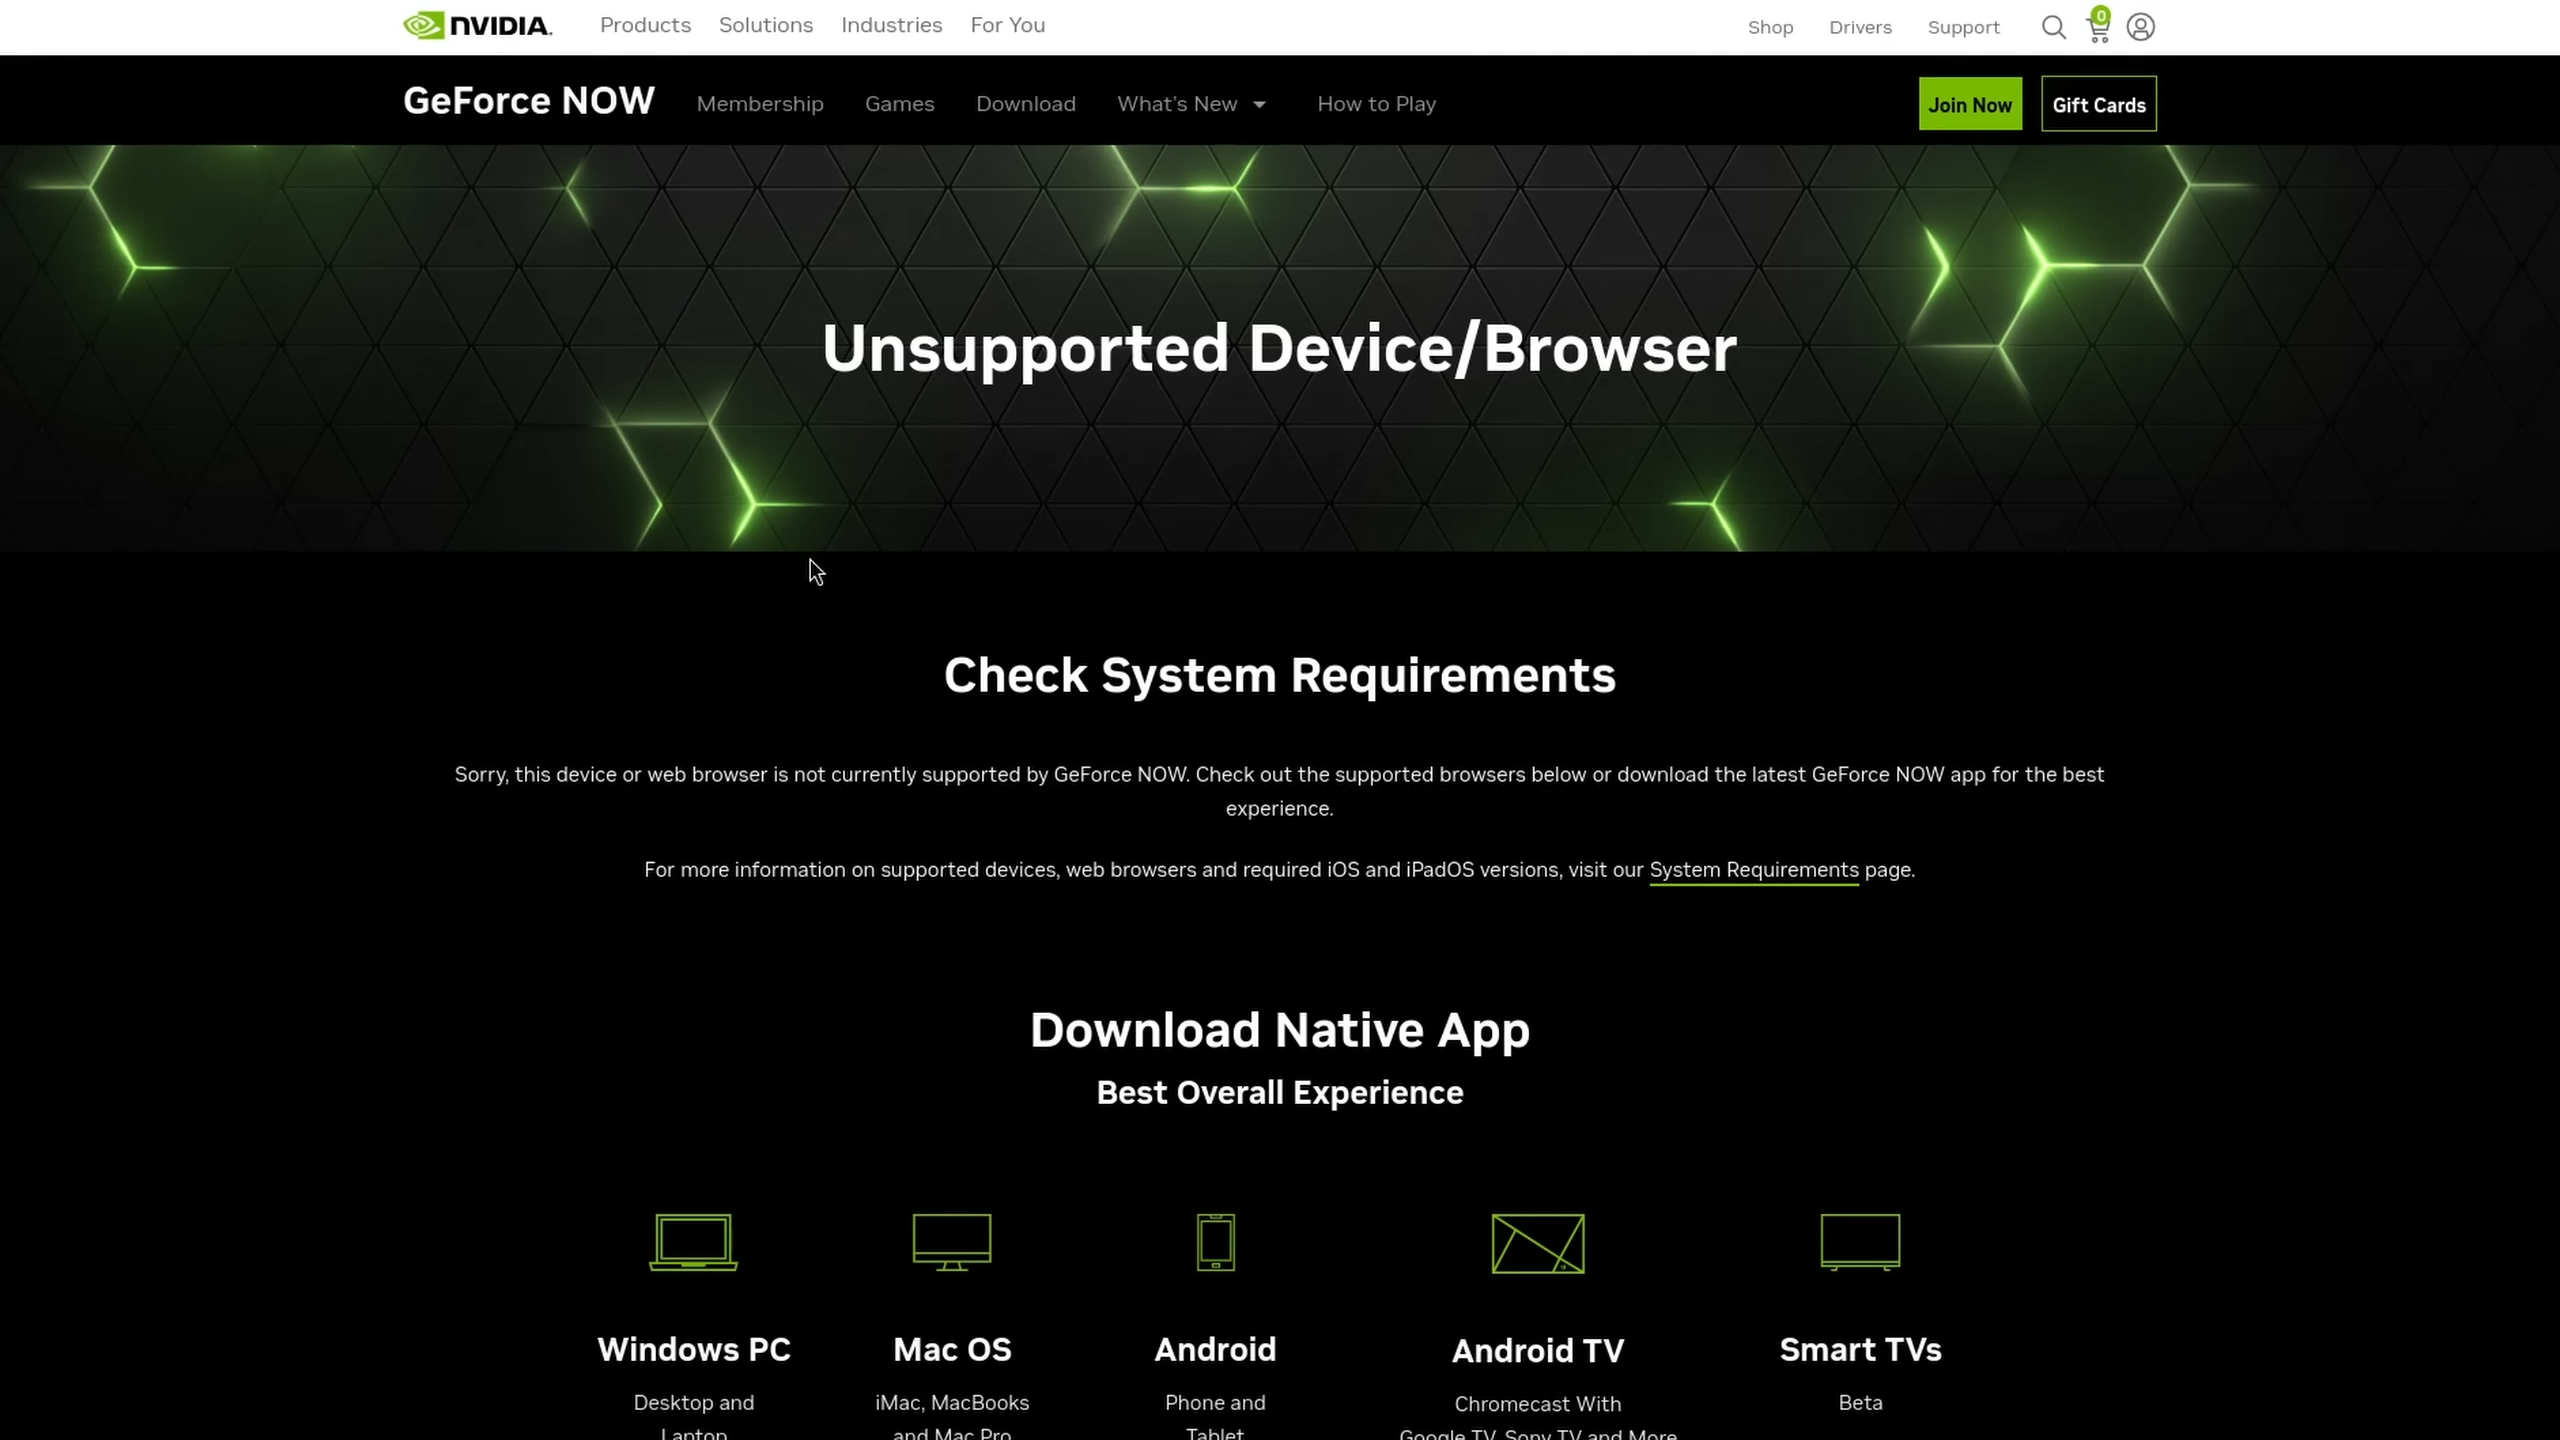 NVIDIA.
Products Solutions Industries For You
Shop Drivers Support 0
GeForce NOW Membership Games Download What's New How to Play
Join Now Gift Cards
Unsupported Device/Browser
Check System Requirements
Sorry, this device or web browser is not currently supported by GeForce NOW. Check out the supported browsers below or download the latest GeForce NOW app for the best
experience.
For more information on supported devices, web browsers and required iOS and iPadOS versions, visit our System Requirements page.
Download Native App
Best Overall Experience
Windows PC
Desktop and
Laptop
Mac OS
iMac, MacBooks
and Mac Pro
Android
Phone and
Tablet
Android TV
Chromecast With
Google TV, Sony TV and More
Smart TVs
Beta